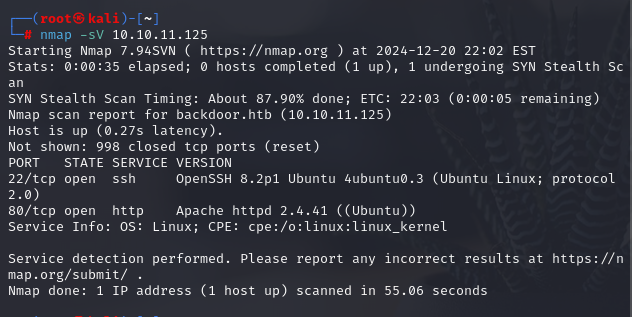 ┌──(root㉿kali)-[~]
└─# nmap -sV 10.10.11.125
Starting Nmap 7.94SVN ( https://nmap.org ) at 2024-12-20 22:02 EST
Stats: 0:00:35 elapsed; 0 hosts completed (1 up), 1 undergoing SYN Stealth Sc
an
SYN Stealth Scan Timing: About 87.90% done; ETC: 22:03 (0:00:05 remaining)
Nmap scan report for backdoor.htb (10.10.11.125)
Host is up (0.27s latency).
Not shown: 998 closed tcp ports (reset)
PORT   STATE SERVICE VERSION
22/tcp open  ssh     OpenSSH 8.2p1 Ubuntu 4ubuntu0.3 (Ubuntu Linux; protocol
2.0)
80/tcp open  http    Apache httpd 2.4.41 ((Ubuntu))
Service Info: OS: Linux; CPE: cpe:/o:linux:linux_kernel

Service detection performed. Please report any incorrect results at https://n
map.org/submit/ .
Nmap done: 1 IP address (1 host up) scanned in 55.06 seconds